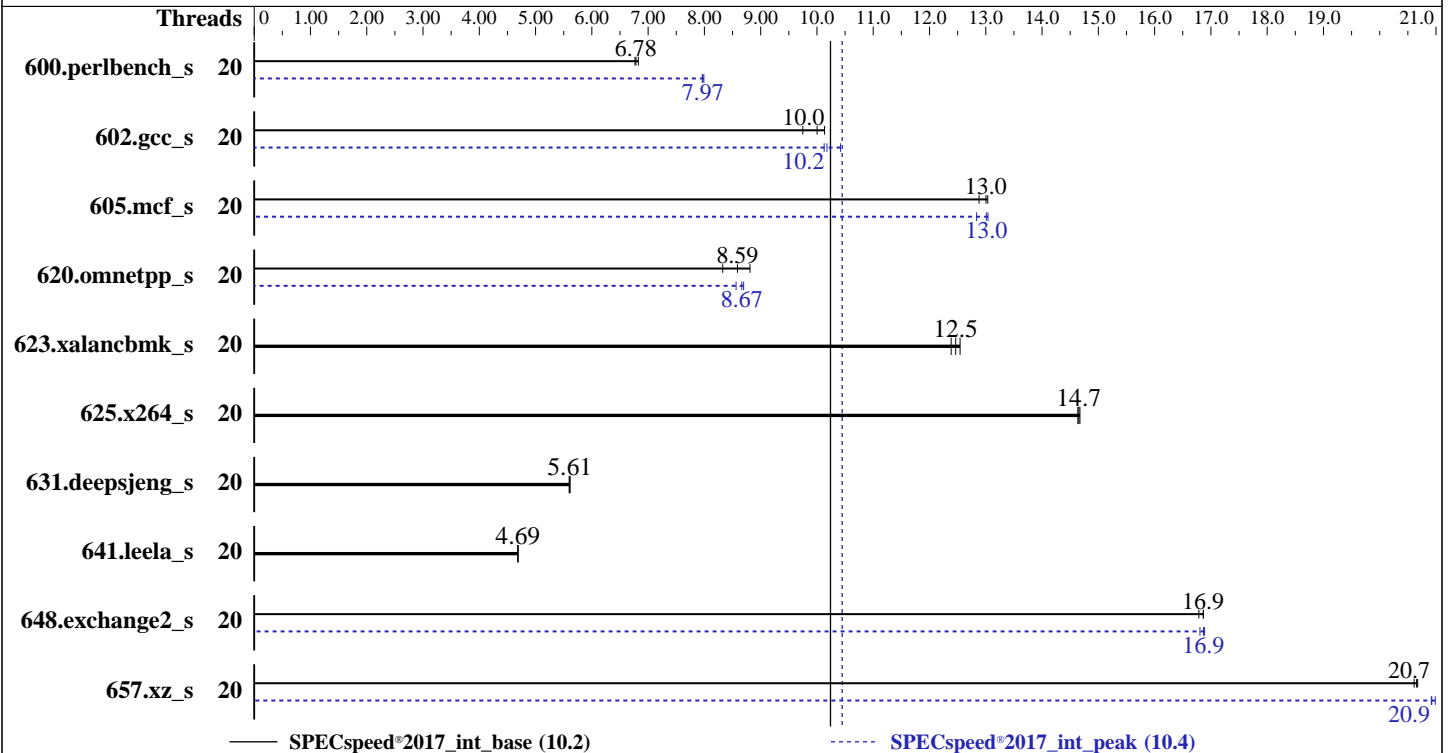 Threads 0 1.00 2.00 3.00 4.00 5.00 6.00 7.00 8.00 9.00 10.0 11.0 12.0 13.0 14.0 15.0 16.0 17.0 18.0 19.0 21.0
6.78
600.perlbench_s 20
7.97
10.0
602.gcc_s 20
10.2
13.0
605.mcf_s 20
13.0
8.59
620.omnetpp_s 20
8.67
12.5
623.xalancbmk_s 20
14.7
625.x264_s 20
5.61
631.deepsjeng_s 20
4.69
641.leela_s 20
16.9
648.exchange2_s 20
16.9
20.7
657.xz_s 20
20.9
SPECspeed®2017_int_base (10.2) SPECspeed®2017_int_peak (10.4)